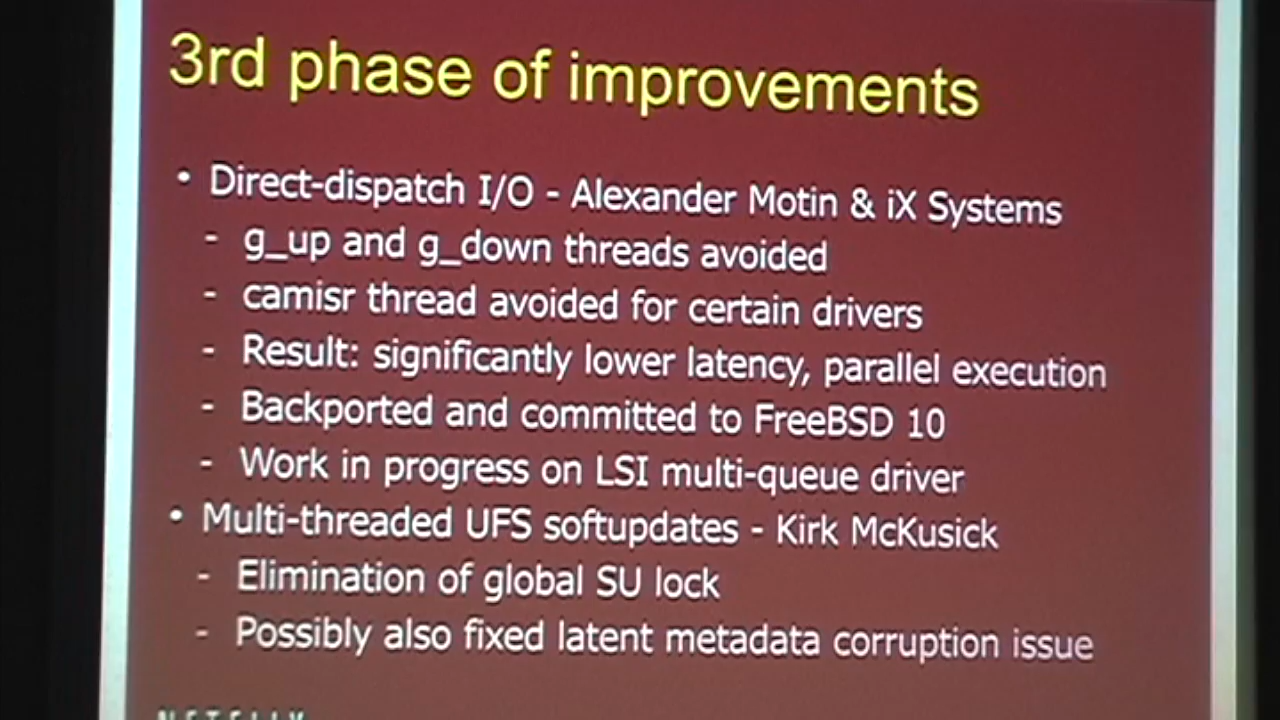 3rd phase of improvements
• Direct-dispatch I/O - Alexander Motin & iX Systems
- g_up and g_down threads avoided
- camisr thread avoided for certain drivers
- Result: significantly lower latency, parallel execution
- Backported and committed to FreeBSD 10
- Work in progress on LSI multi-queue driver
• Multi-threaded UFS softupdates - Kirk McKusick
- Elimination of global SU lock
- Possibly also fixed latent metadata corruption issue
NETFLIX